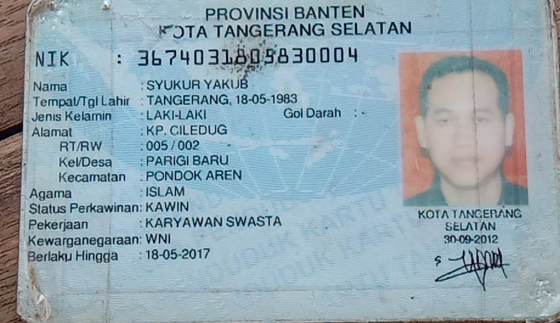 PROVINSI BANTEN
KOTA TANGERANG SELATAN
NIK : 3674031805830004
Nama : SYUKUR YAKUB
Tempat/Tgl Lahir : TANGERANG, 18-05-1983
Jenis Kelamin : LAKI-LAKI Gol Darah : -
Alamat : KP. CILEDUG
RT/RW : 005 / 002
Kel/Desa : PARIGI BARU
Kecamatan : PONDOK AREN
Agama : ISLAM
Status Perkawinan: KAWIN
Pekerjaan : KARYAWAN SWASTA
Kewarganegaraan: WNI
Berlaku Hingga : 18-05-2017
KOTA TANGERANG
SELATAN
30-09-2012